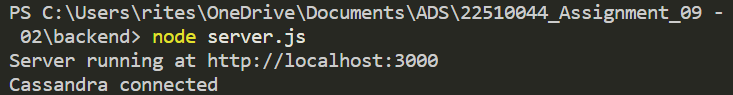 PS C:\Users\rites\OneDrive\Documents\ADS\22510044_Assignment_09 -
02\backend> node server.js
Server running at http://localhost:3000
Cassandra connected